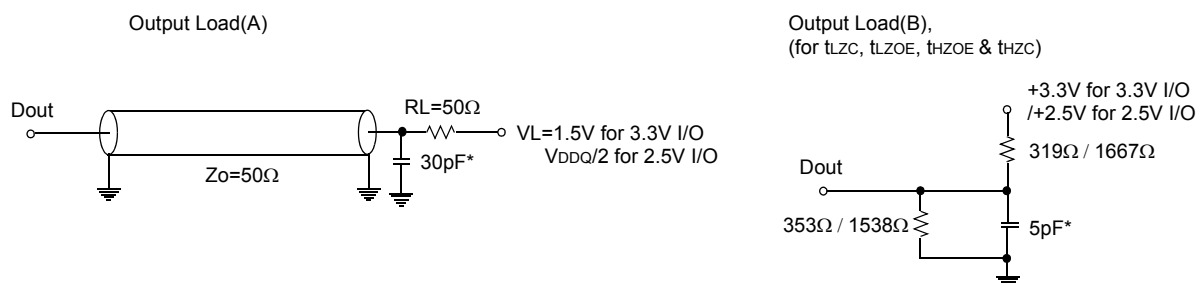 Output Load(A)
Dout
Zo=50Ω
RL=50Ω
30pF*
VL=1.5V for 3.3V I/O
VDDQ/2 for 2.5V I/O
Output Load(B),
(for tLZC, tLZOE, tHZOE & tHZC)
+3.3V for 3.3V I/O
/+2.5V for 2.5V I/O
319Ω / 1667Ω
Dout
353Ω / 1538Ω
5pF*